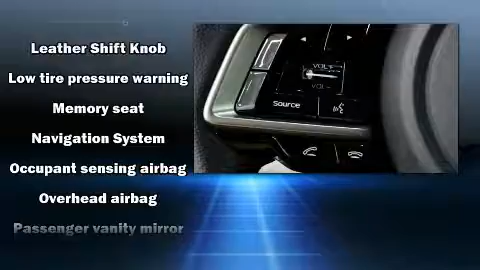 Leather Shift Knob
Low tire pressure warning
Memory seat
Navigation System
Occupant sensing airbag
Overhead airbag
Passenger vanity mirror
VOL+
VOL-
Source